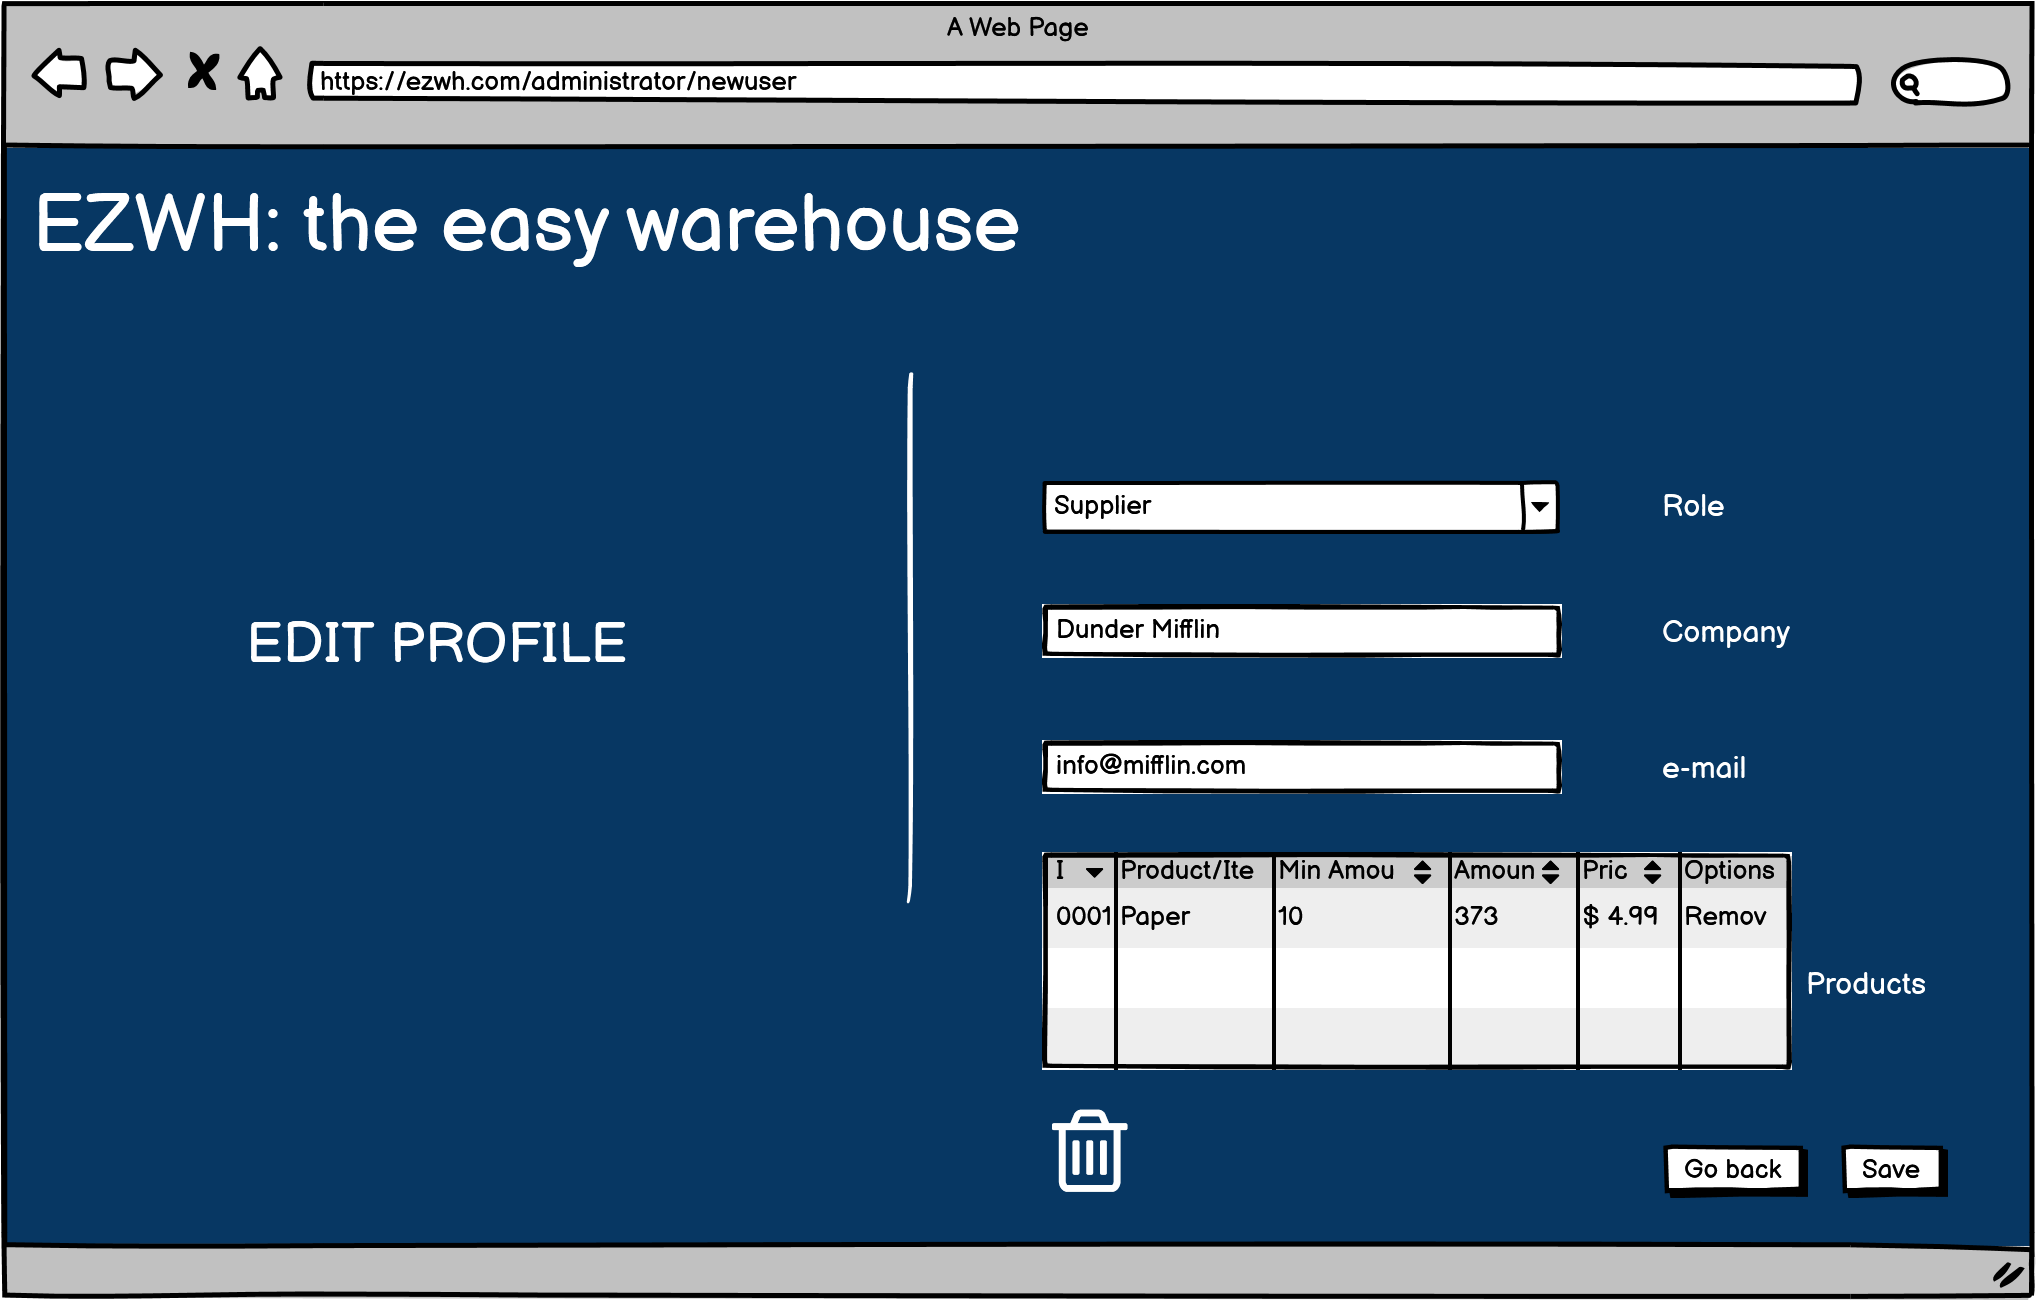 A Web Page
https://ezwh.com/administrator/newuser
EZWH: the easy warehouse
EDIT PROFILE
Supplier Role
Dunder Mifflin Company
info@mifflin.com e-mail
I Product/Ite Min Amou Amoun Pric Options
0001 Paper 10 373 $ 4.99 Remov
Products
Go back Save